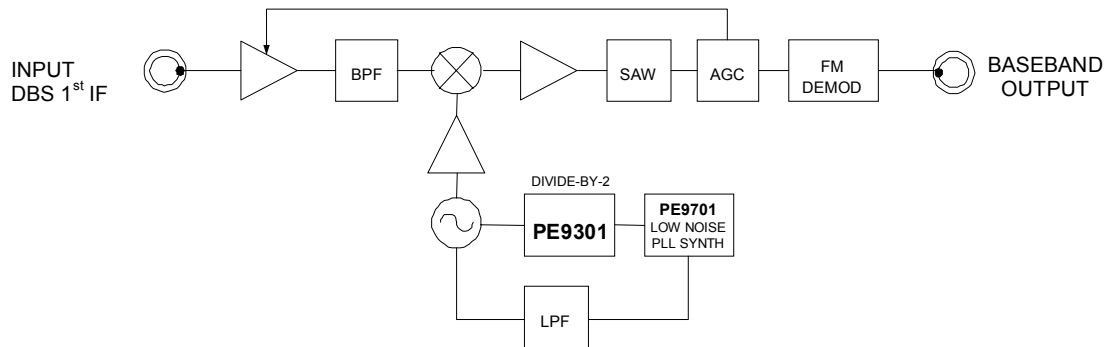 INPUT
DBS 1st IF
BPF
SAW
AGC
FM
DEMOD
BASEBAND
OUTPUT
DIVIDE-BY-2
PE9301
PE9701
LOW NOISE
PLL SYNTH
LPF